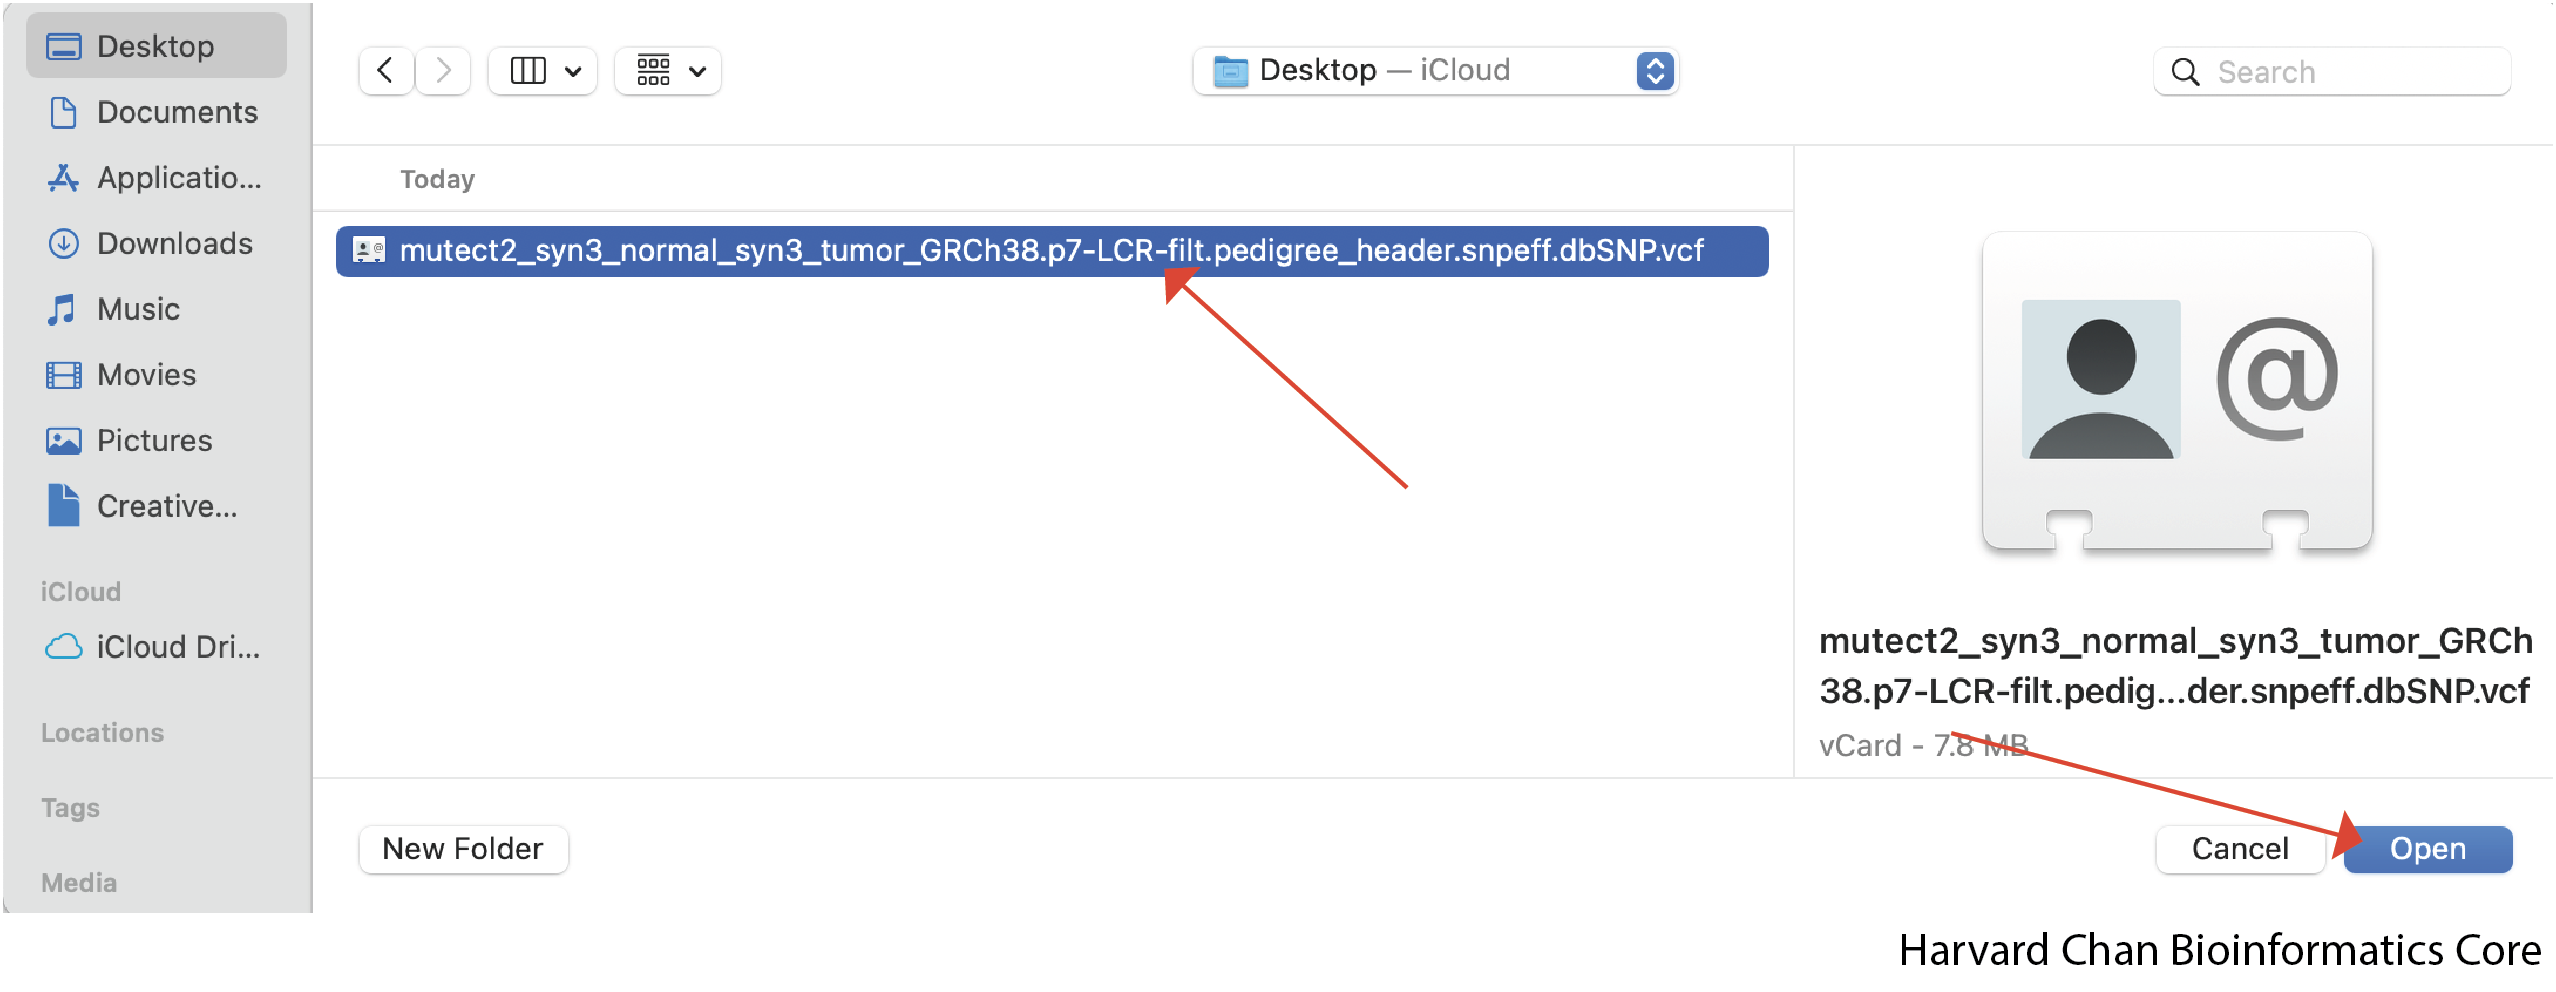 Desktop
Documents
Applicatio...
Downloads
Music
Movies
Pictures
Creative...
iCloud
iCloud Dri...
Locations
Tags
Media
Desktop — iCloud
Search
Today
mutect2_syn3_normal_syn3_tumor_GRCh38.p7-LCR-filt.pedigree_header.snpeff.dbSNP.vcf
@
mutect2_syn3_normal_syn3_tumor_GRCh
38.p7-LCR-filt.pedig...der.snpeff.dbSNP.vcf
vCard - 7.8 MB
New Folder
Cancel
Open
Harvard Chan Bioinformatics Core